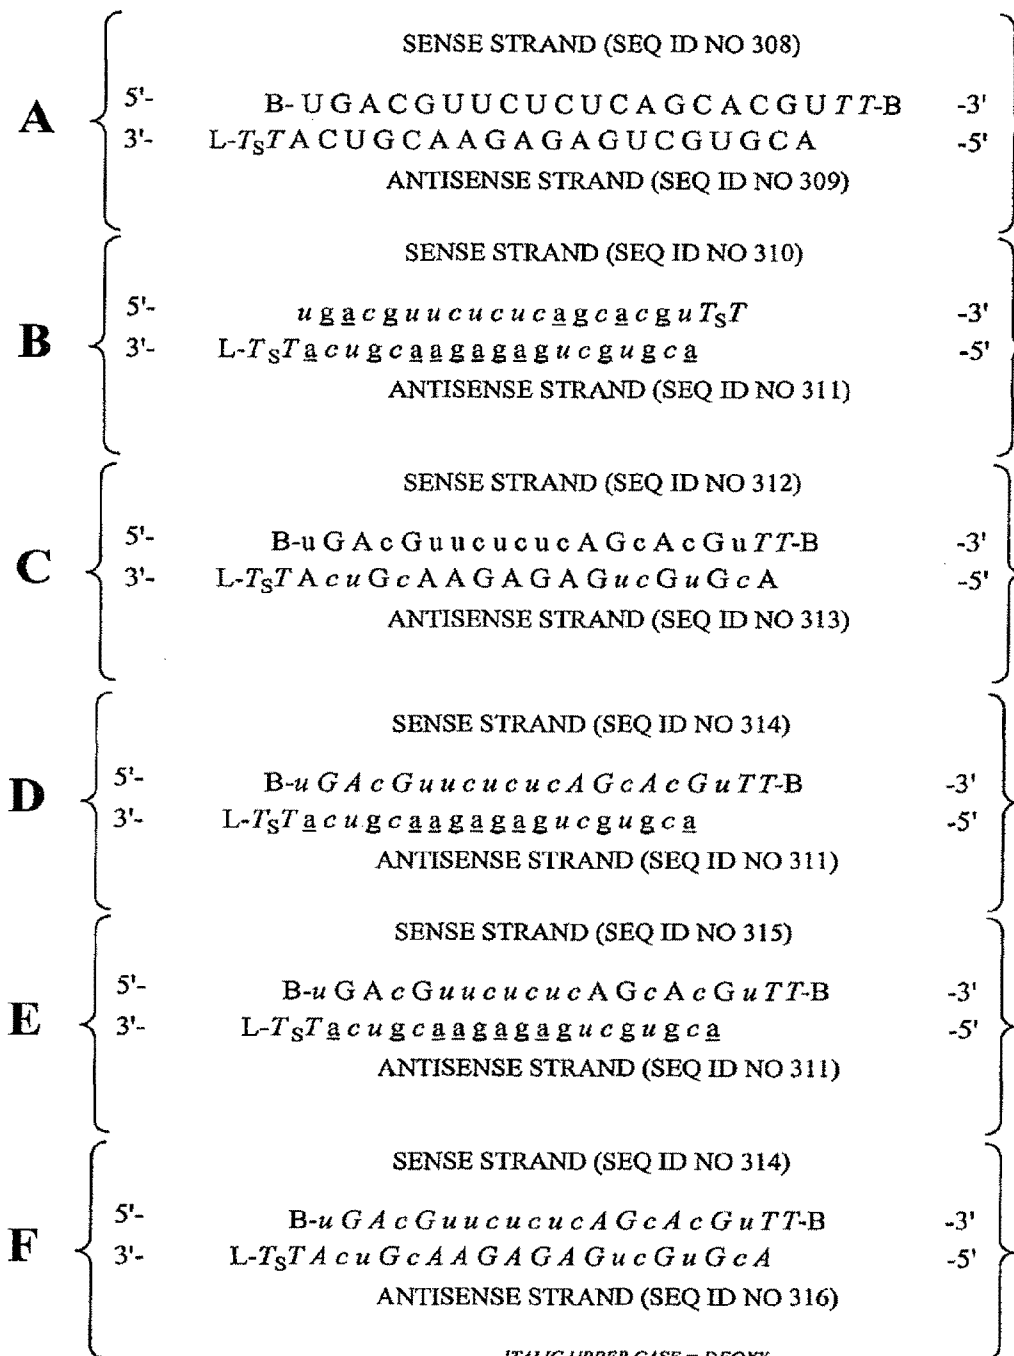 SENSE STRAND (SEQ ID NO 308)
A
5'- B- U G A C G U U C U C U C A G C A C G U T T-B -3'
3'- L-TsT A C U G C A A G A G A G U C G U G C A -5'
ANTISENSE STRAND (SEQ ID NO 309)
SENSE STRAND (SEQ ID NO 310)
B
5'- u g a c g u u c u c u c a g c a c g u TsT -3'
3'- L-TsT a c u g c a a g a g a g u c g u g c a -5'
ANTISENSE STRAND (SEQ ID NO 311)
SENSE STRAND (SEQ ID NO 312)
C
5'- B-u G A c G u u c u c u c A G c A c G u T T-B -3'
3'- L-TsT A c u G c A A G A G A G u c G u G c A -5'
ANTISENSE STRAND (SEQ ID NO 313)
SENSE STRAND (SEQ ID NO 314)
D
5'- B-u G A c G u u c u c u c A G c A c G u T T-B -3'
3'- L-TsT a c u g c a a g a g a g u c g u g c a -5'
ANTISENSE STRAND (SEQ ID NO 311)
SENSE STRAND (SEQ ID NO 315)
E
5'- B-u G A c G u u c u c u c A G c A c G u T T-B -3'
3'- L-TsT a c u g c a a g a g a g u c g u g c a -5'
ANTISENSE STRAND (SEQ ID NO 311)
SENSE STRAND (SEQ ID NO 314)
F
5'- B-u G A c G u u c u c u c A G c A c G u T T-B -3'
3'- L-TsT A c u G c A A G A G A G u c G u G c A -5'
ANTISENSE STRAND (SEQ ID NO 316)
ITALIC UPPER CASE = DEOXY